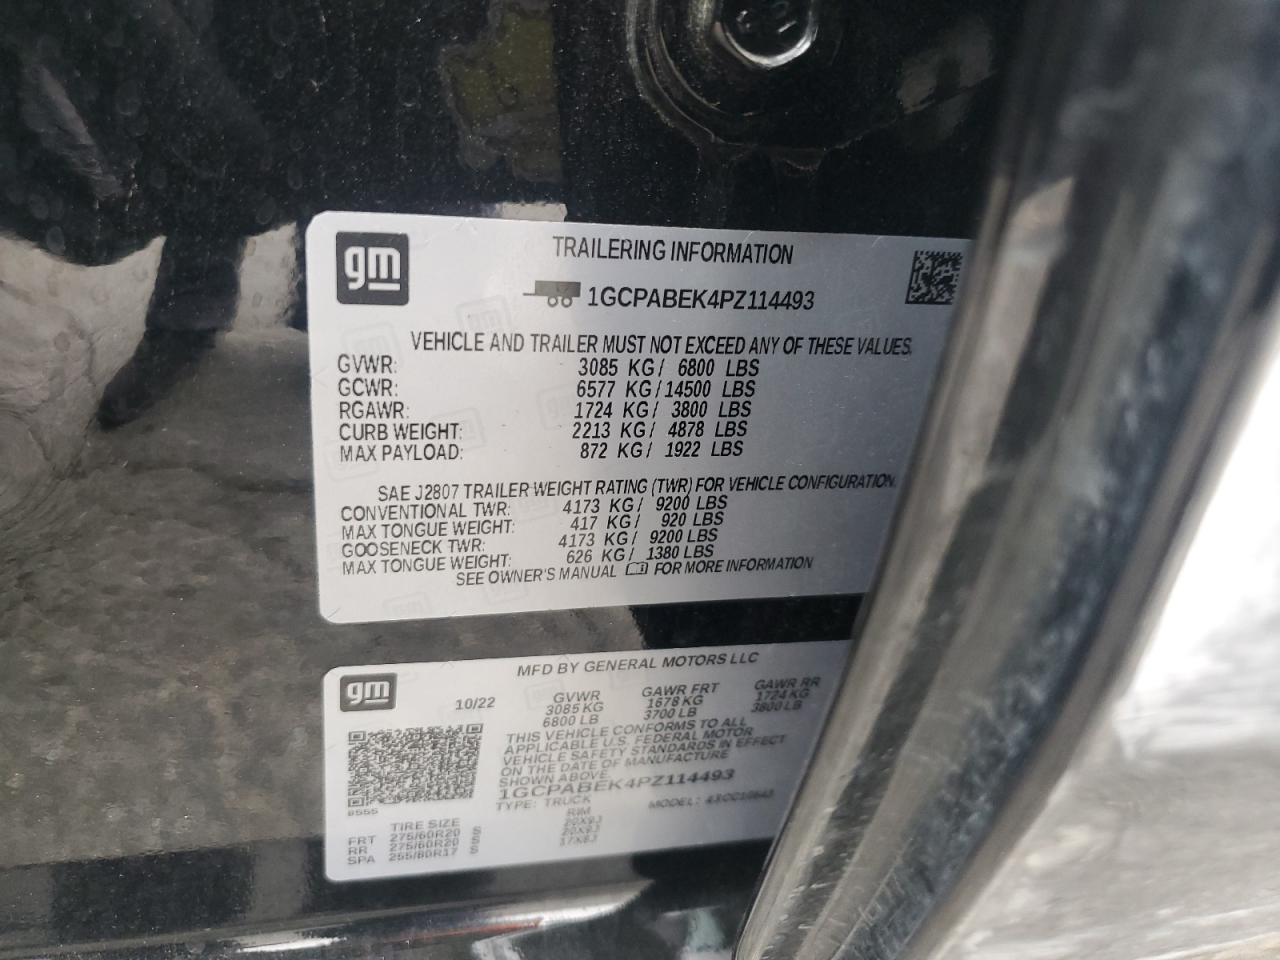 gm
TRAILERING INFORMATION
1GCPABEK4PZ114493
VEHICLE AND TRAILER MUST NOT EXCEED ANY OF THESE VALUES.
GVWR: 3085 KG/ 6800 LBS
GCWR: 6577 KG/14500 LBS
RGAWR: 1724 KG/ 3800 LBS
CURB WEIGHT: 2213 KG/ 4878 LBS
MAX PAYLOAD: 872 KG/ 1922 LBS
SAE J2807 TRAILER WEIGHT RATING (TWR) FOR VEHICLE CONFIGURATION.
CONVENTIONAL TWR: 4173 KG/ 9200 LBS
MAX TONGUE WEIGHT: 417 KG/ 920 LBS
GOOSENECK TWR: 4173 KG/ 9200 LBS
MAX TONGUE WEIGHT: 626 KG/ 1380 LBS
SEE OWNER'S MANUAL FOR MORE INFORMATION
gm
MFD BY GENERAL MOTORS LLC
10/22 GVWR GAWR FRT GAWR RR
3085 KG 1678 KG 1724 KG
6800 LB 3700 LB 3800 LB
THIS VEHICLE CONFORMS TO ALL
APPLICABLE U.S. FEDERAL MOTOR
VEHICLE SAFETY STANDARDS IN EFFECT
ON THE DATE OF MANUFACTURE
SHOWN ABOVE
1GCPABEK4PZ114493
TYPE: TRUCK MODEL:
8555
TIRE SIZE RIM
FRT 275/60R20 S 20X9J
RR 275/60R20 S 20X9J
SPA 255/80R17 S 17X8J